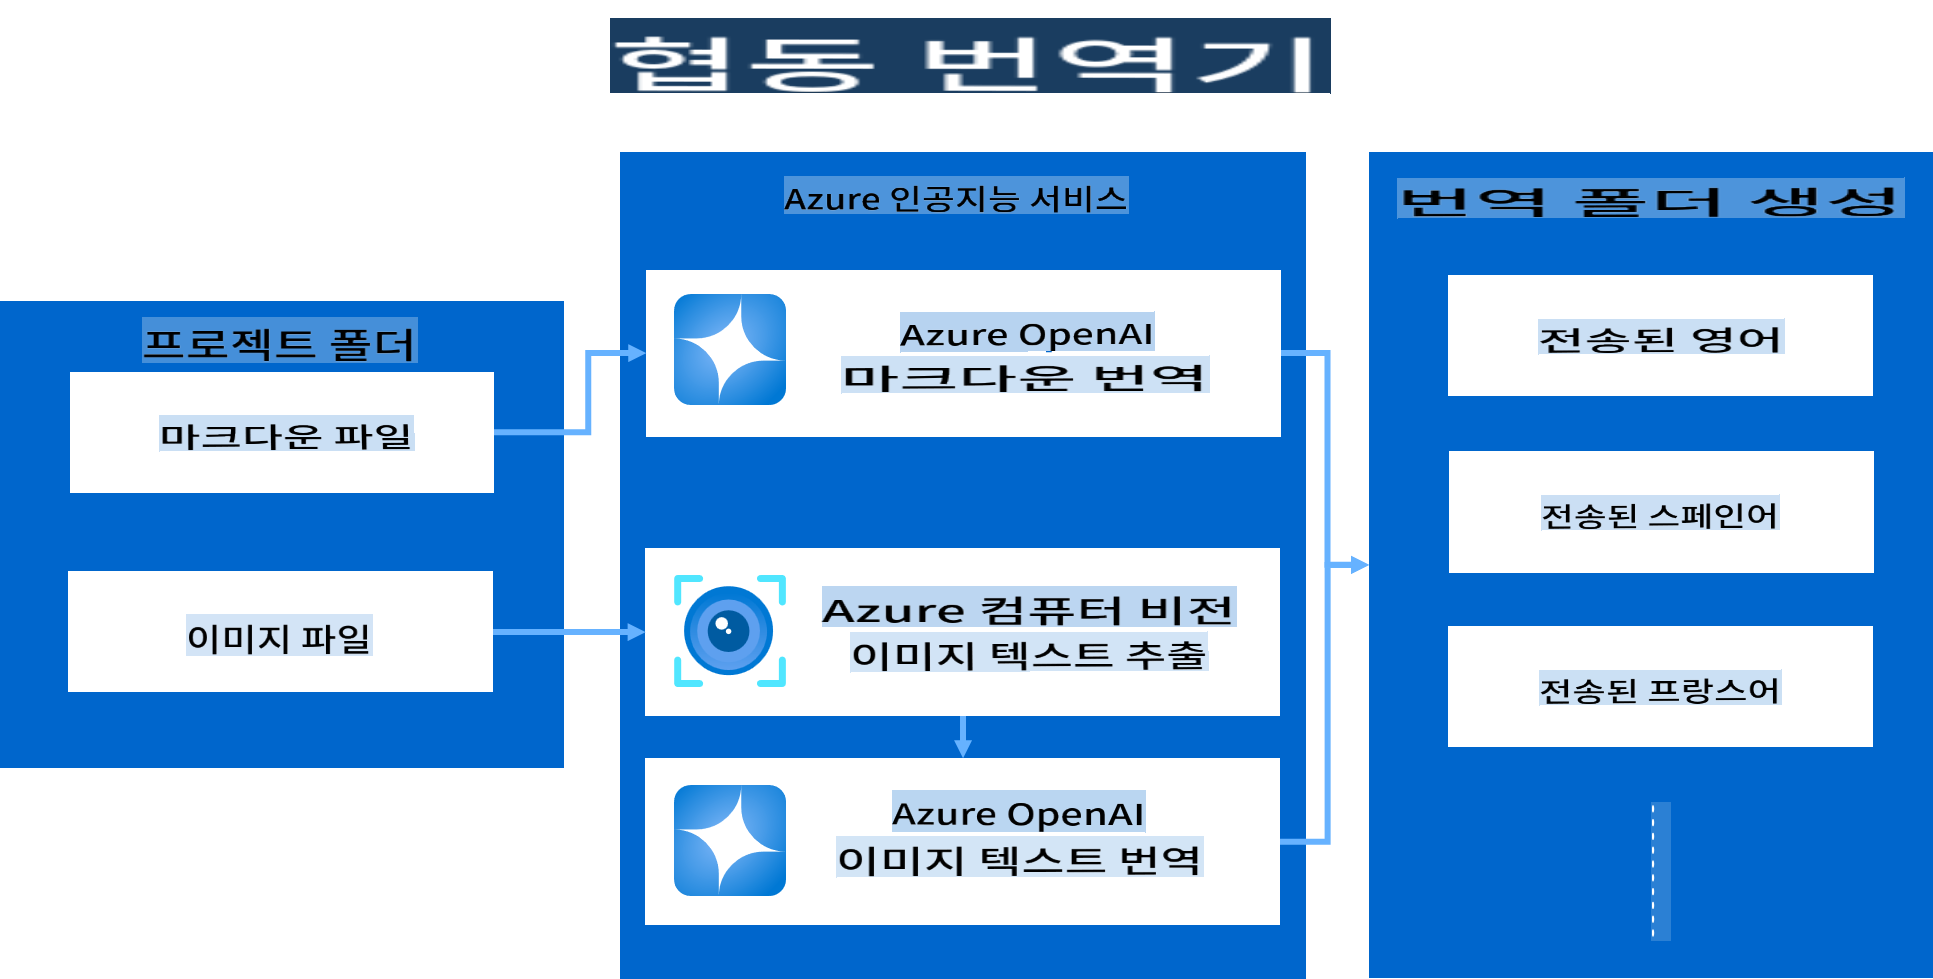 협동 번역기
프로젝트 폴더
마크다운 파일
이미지 파일
Azure 인공지능 서비스
Azure OpenAI
마크다운 번역
Azure 컴퓨터 비전
이미지 텍스트 추출
Azure OpenAI
이미지 텍스트 번역
번역 폴더 생성
전송된 영어
전송된 스페인어
전송된 프랑스어